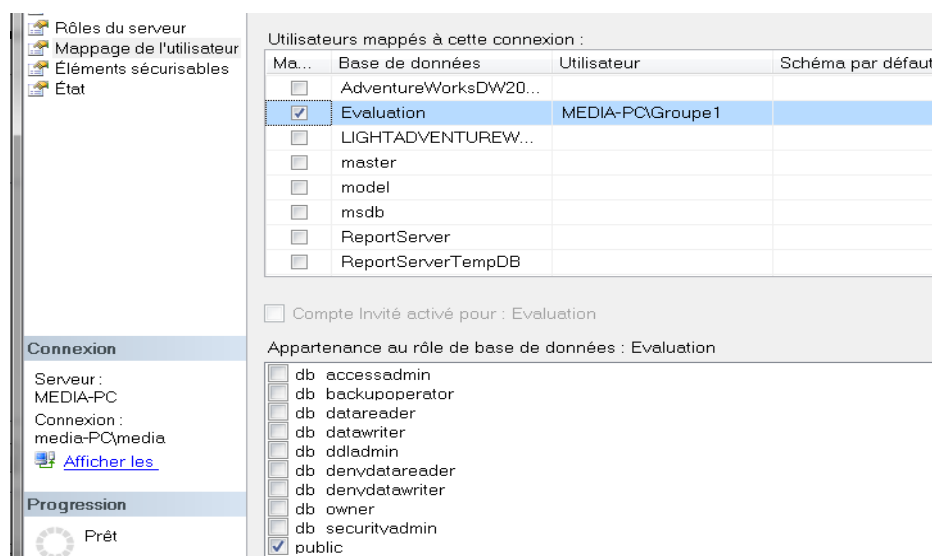 Rôles du serveur
Mappage de l'utilisateur
Éléments sécurisables
État
Utilisateurs mappés à cette connexion :
Ma... Base de données Utilisateur Schéma par défaut
AdventureWorksDW20...
Evaluation MEDIA-PC\Groupe1
LIGHTADVENTUREW...
master
model
msdb
ReportServer
ReportServerTempDB
Compte Invité activé pour : Evaluation
Appartenance au rôle de base de données : Evaluation
db accessadmin
db backupoperator
db datareader
db datawriter
db ddladmin
db denydatareader
db denydatawriter
db owner
db securityadmin
public
Connexion
Serveur :
MEDIA-PC
Connexion :
media-PC\media
Afficher les
Progression
Prêt